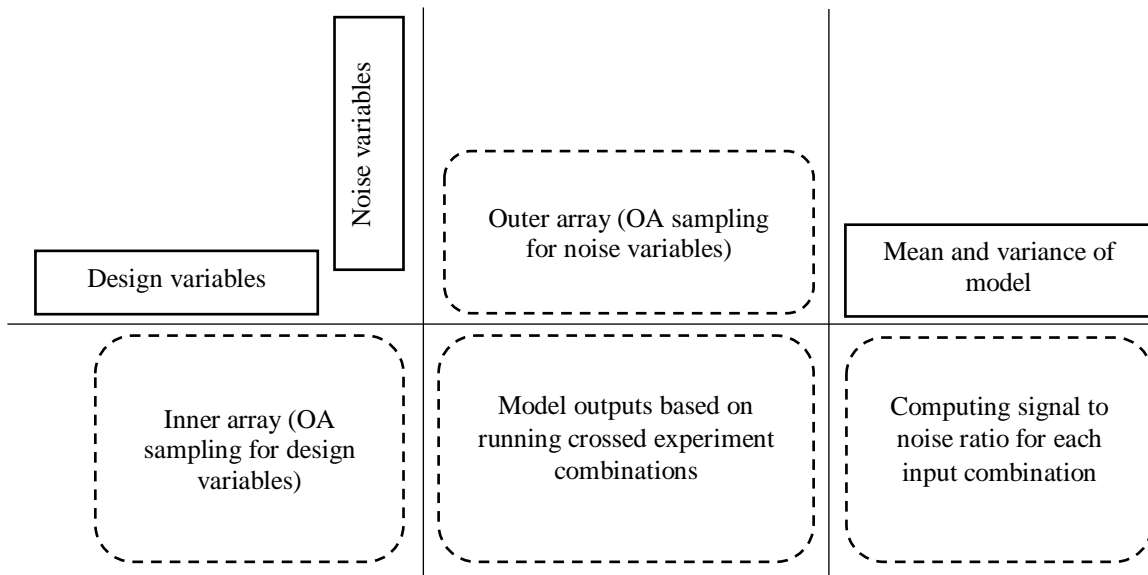 Noise variables
Outer array (OA sampling
for noise variables)
Design variables
Mean and variance of
model
Inner array (OA
sampling for design
variables)
Model outputs based on
running crossed experiment
combinations
Computing signal to
noise ratio for each
input combination